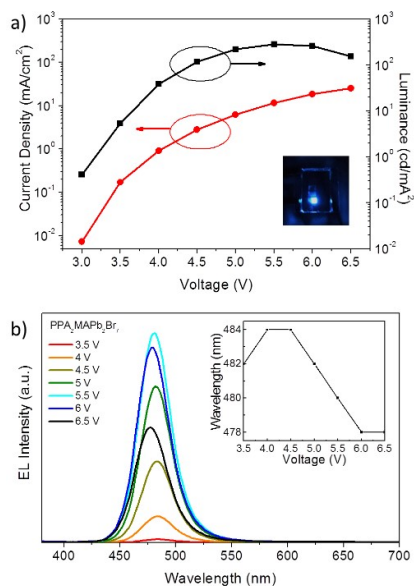 a)
10³
10²
10¹
10⁰
10⁻¹
10⁻²
Current Density (mA/cm²)
10³
10²
10¹
10⁰
10⁻¹
10⁻²
Luminance (cd/mA²)
3.0 3.5 4.0 4.5 5.0 5.5 6.0 6.5
Voltage (V)
b)
EL Intensity (a.u.)
3.5 V
4 V
4.5 V
5 V
5.5 V
6 V
6.5 V
484
482
480
478
Wavelength (nm)
3.5 4.0 4.5 5.0 5.5 6.0 6.5
Voltage (V)
400 450 500 550 600 650 700
Wavelength (nm)